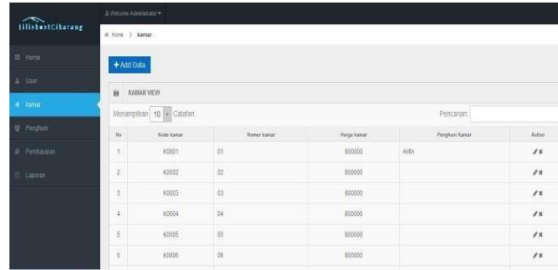 Welcome Administrator
LilinkostCibarang
Home > kamar
Home
User
kamar
Penghuni
Pembayaran
Laporan
+ Add Data
KAMAR VIEW
Menampilkan 10 Catatan
Pencarian:
No Kode kamar Nomer kamar Harga kamar Penghuni Kamar Action
1 K0001 01 800000 Arifin
2 K0002 02 800000
3 K0003 03 800000
4 K0004 04 800000
5 K0005 05 800000
6 K0006 06 800000